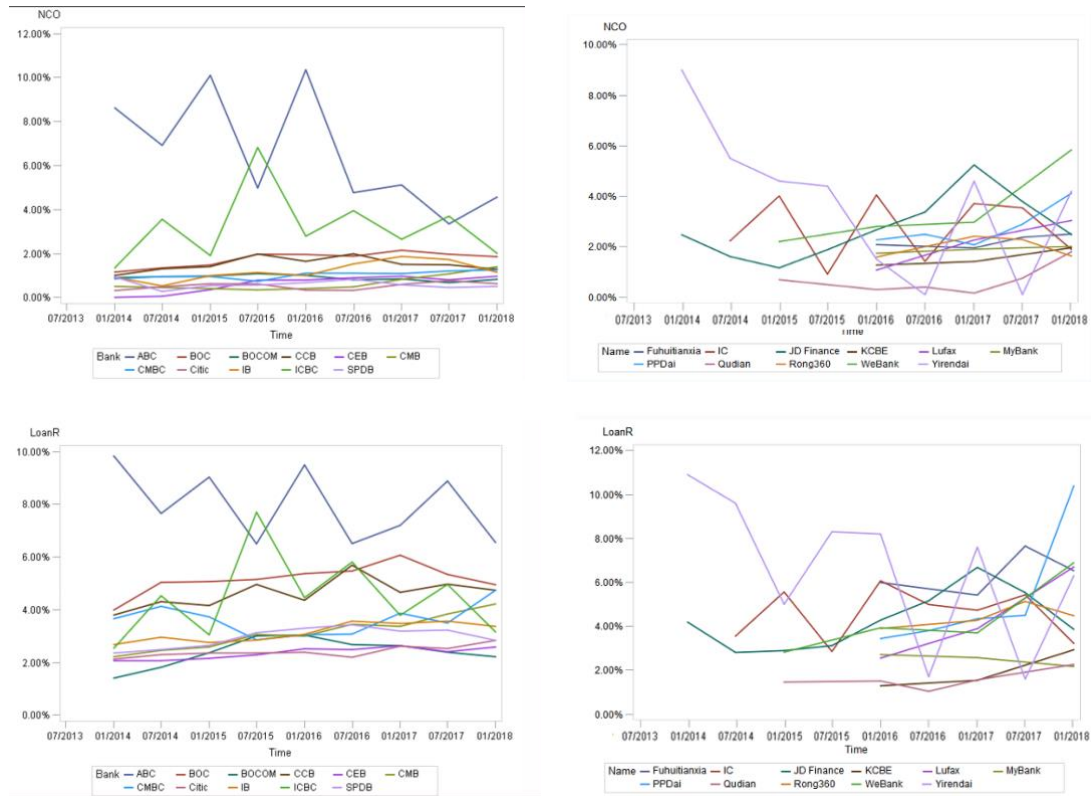 NCO
12.00%
10.00%
8.00%
6.00%
4.00%
2.00%
0.00%
07/2013 01/2014 07/2014 01/2015 07/2015 01/2016 07/2016 01/2017 07/2017 01/2018
Time
Bank ABC BOC BOCOM CCB CEB CMB
CMBC Citic IB ICBC SPDB
NCO
10.00%
8.00%
6.00%
4.00%
2.00%
0.00%
07/2013 01/2014 07/2014 01/2015 07/2015 01/2016 07/2016 01/2017 07/2017 01/2018
Time
Name Fuhuitianxia IC JD Finance KCBE Lufax MyBank
PPDai Qudian Rong360 WeBank Yirendai
LoanR
10.00%
8.00%
6.00%
4.00%
2.00%
0.00%
07/2013 01/2014 07/2014 01/2015 07/2015 01/2016 07/2016 01/2017 07/2017 01/2018
Time
Bank ABC BOC BOCOM CCB CEB CMB
CMBC Citic IB ICBC SPDB
LoanR
12.00%
10.00%
8.00%
6.00%
4.00%
2.00%
0.00%
07/2013 01/2014 07/2014 01/2015 07/2015 01/2016 07/2016 01/2017 07/2017 01/2018
Time
Name Fuhuitianxia IC JD Finance KCBE Lufax MyBank
PPDai Qudian Rong360 WeBank Yirendai